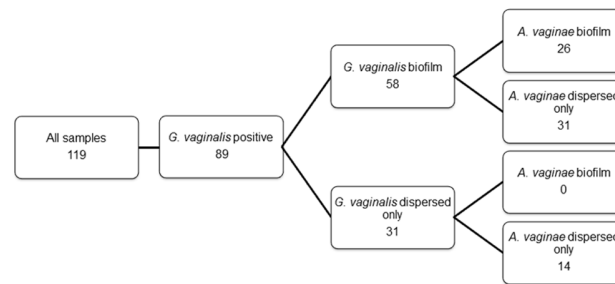 All samples
119
G. vaginalis positive
89
G. vaginalis biofilm
58
G. vaginalis dispersed
only
31
A. vaginae biofilm
26
A. vaginae dispersed
only
31
A. vaginae biofilm
0
A. vaginae dispersed
only
14